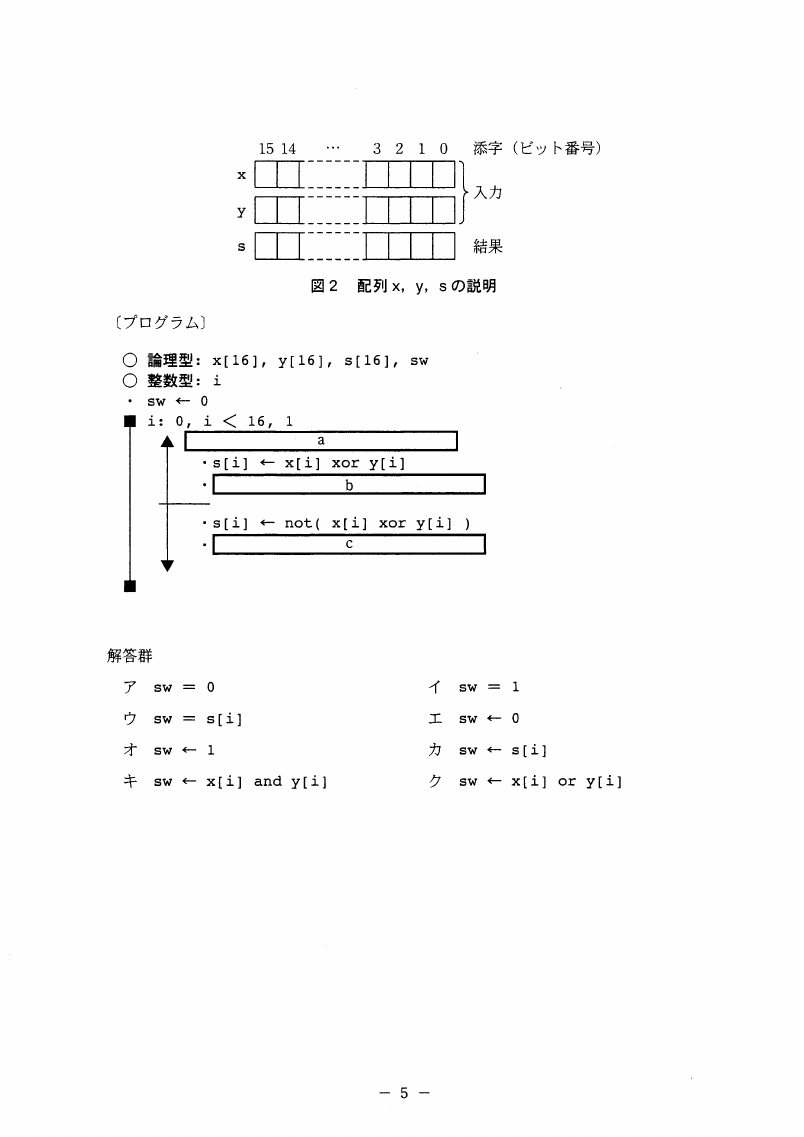 15 14 … 3 2 1 0 添字（ビット番号）
x
入力
y
s 結果
図2 配列 x，y，s の説明
〔プログラム〕
○ 論理型: x[16], y[16], s[16], sw
○ 整数型: i
・ sw ← 0
■ i: 0, i < 16, 1
a
・s[i] ← x[i] xor y[i]
・ b
・s[i] ← not( x[i] xor y[i] )
・ c
解答群
ア sw = 0 イ sw = 1
ウ sw = s[i] エ sw ← 0
オ sw ← 1 カ sw ← s[i]
キ sw ← x[i] and y[i] ク sw ← x[i] or y[i]
− 5 −